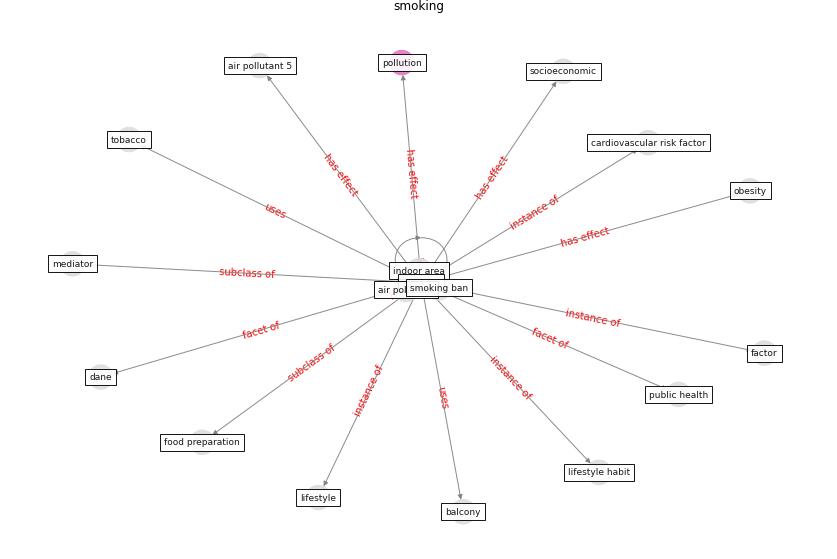 smoking
air pollutant 5
pollution
socioeconomic
tobacco
cardiovascular risk factor
has effect
has effect
has effect
obesity
uses
instance of
has effect
mediator
subclass of
indoor area
air pol
smoking ban
instance of
facet of
facet of
factor
subclass of
instance of
uses
instance of
dane
public health
food preparation
lifestyle habit
lifestyle
balcony